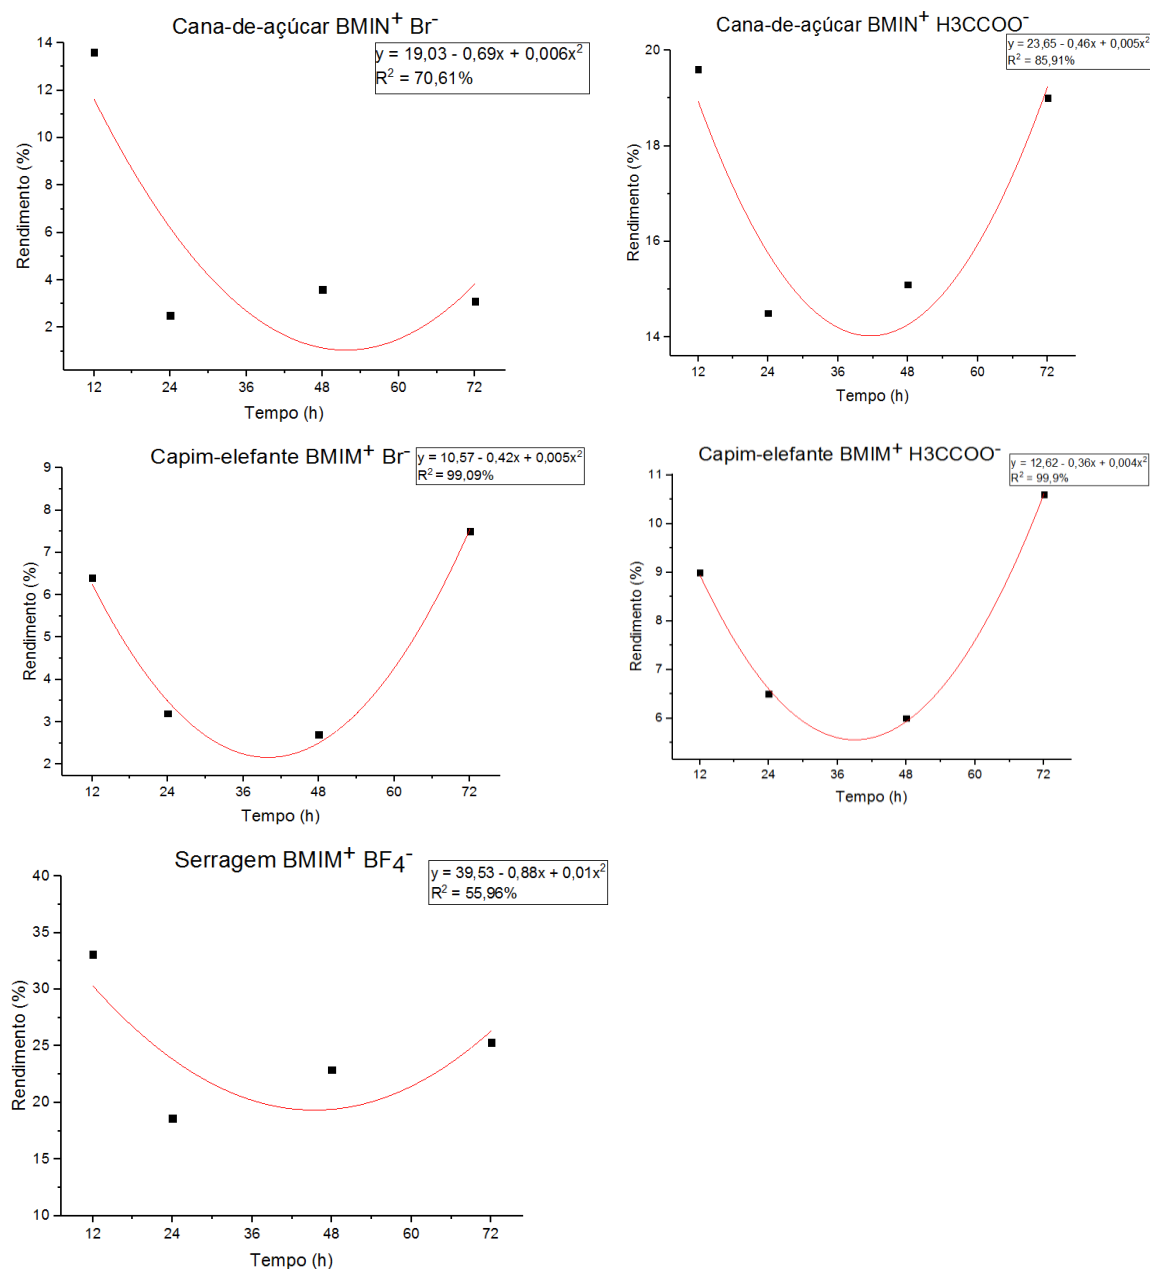 Cana-de-açúcar BMIN⁺ Br⁻
y = 19,03 - 0,69x + 0,006x²
R² = 70,61%
14
12
10
8
6
4
2
Rendimento (%)
12 24 36 48 60 72
Tempo (h)
Cana-de-açúcar BMIN⁺ H3CCOO⁻
y = 23,65 - 0,46x + 0,005x²
R² = 85,91%
20
18
16
14
Rendimento (%)
12 24 36 48 60 72
Tempo (h)
Capim-elefante BMIM⁺ Br⁻
y = 10,57 - 0,42x + 0,005x²
R² = 99,09%
9
8
7
6
5
4
3
2
Rendimento (%)
12 24 36 48 60 72
Tempo (h)
Capim-elefante BMIM⁺ H3CCOO⁻
y = 12,62 - 0,36x + 0,004x²
R² = 99,9%
11
10
9
8
7
6
Rendimento (%)
12 24 36 48 60 72
Tempo (h)
Serragem BMIM⁺ BF₄⁻
y = 39,53 - 0,88x + 0,01x²
R² = 55,96%
40
35
30
25
20
15
10
Rendimento (%)
12 24 36 48 60 72
Tempo (h)